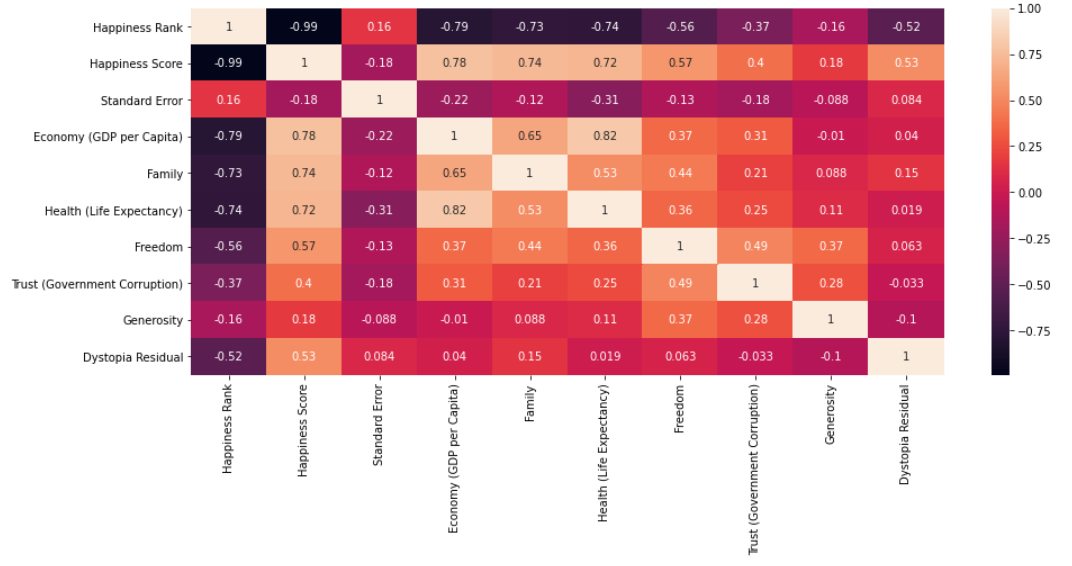 Happiness Rank 1 -0.99 0.16 -0.79 -0.73 -0.74 -0.56 -0.37 -0.16 -0.52
Happiness Score -0.99 1 -0.18 0.78 0.74 0.72 0.57 0.4 0.18 0.53
Standard Error 0.16 -0.18 1 -0.22 -0.12 -0.31 -0.13 -0.18 -0.088 0.084
Economy (GDP per Capita) -0.79 0.78 -0.22 1 0.65 0.82 0.37 0.31 -0.01 0.04
Family -0.73 0.74 -0.12 0.65 1 0.53 0.44 0.21 0.088 0.15
Health (Life Expectancy) -0.74 0.72 -0.31 0.82 0.53 1 0.36 0.25 0.11 0.019
Freedom -0.56 0.57 -0.13 0.37 0.44 0.36 1 0.49 0.37 0.063
Trust (Government Corruption) -0.37 0.4 -0.18 0.31 0.21 0.25 0.49 1 0.28 -0.033
Generosity -0.16 0.18 -0.088 -0.01 0.088 0.11 0.37 0.28 1 -0.1
Dystopia Residual -0.52 0.53 0.084 0.04 0.15 0.019 0.063 -0.033 -0.1 1
Happiness Rank
Happiness Score
Standard Error
Economy (GDP per Capita)
Family
Health (Life Expectancy)
Freedom
Trust (Government Corruption)
Generosity
Dystopia Residual
1.00
0.75
0.50
0.25
0.00
−0.25
−0.50
−0.75